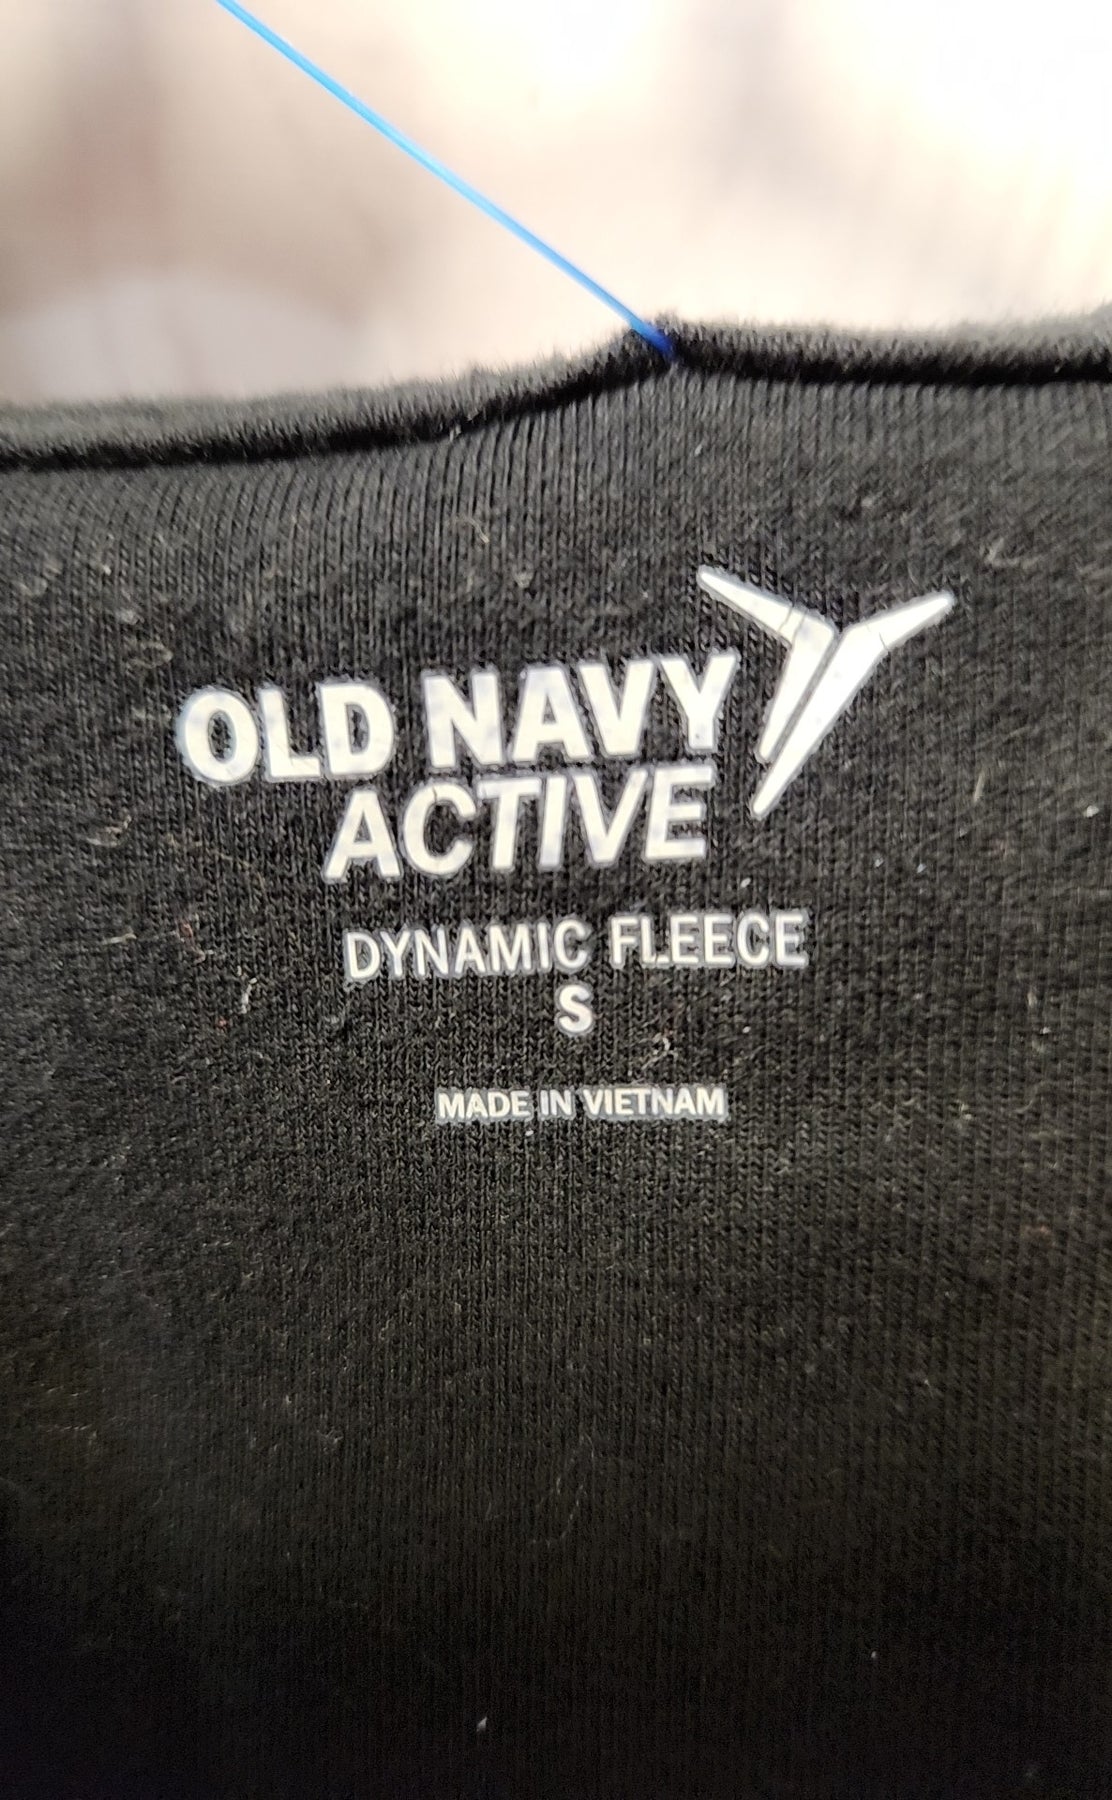 OLD NAVY
ACTIVE
DYNAMIC FLEECE
S
MADE IN VIETNAM